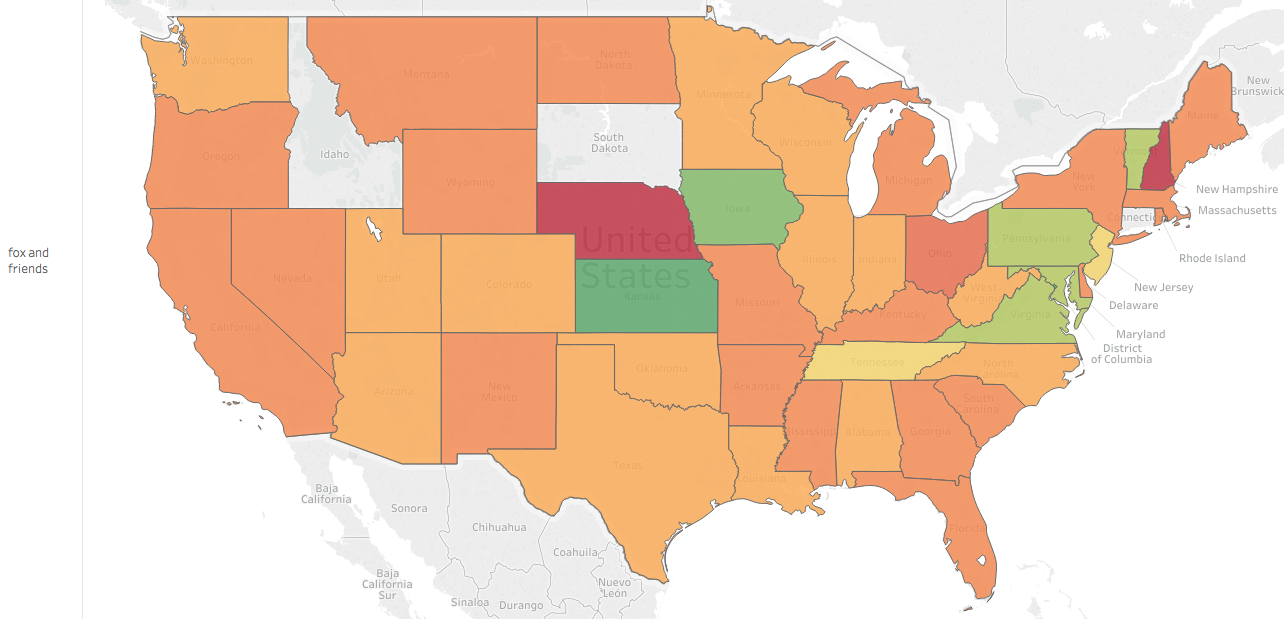 fox and
friends
Washington
Montana
North
Dakota
Minnesota
Oregon
Idaho
Wyoming
South
Dakota
Wisconsin
Michigan
New
York
Maine
New
Brunswick
New Hampshire
Massachusetts
Connectic
Rhode Island
Nevada
Utah
Colorado
California
United
States
Kansas
Iowa
Illinois
Indiana
Ohio
Pennsylvania
New Jersey
Delaware
Maryland
District
of Columbia
West
Virginia
Virginia
Missouri
Kentucky
Tennessee
North
Carolina
South
Carolina
Arizona
New
Mexico
Oklahoma
Arkansas
Texas
Louisiana
Mississippi
Alabama
Georgia
Florida
Baja
California
Sonora
Chihuahua
Coahuila
Baja
California
Sur
Sinaloa
Durango
Nuevo
León